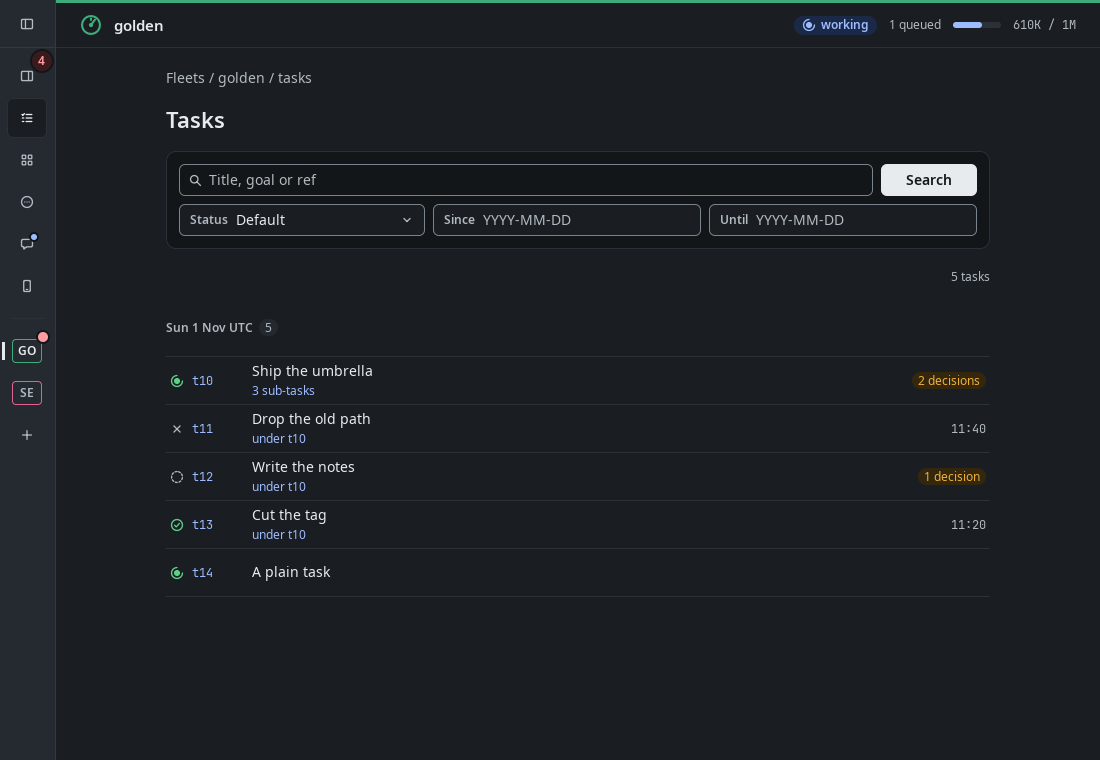 golden
working
1 queued
610K / 1M
4
Fleets / golden / tasks
Tasks
Title, goal or ref
Search
Status Default
Since YYYY-MM-DD
Until YYYY-MM-DD
5 tasks
Sun 1 Nov UTC 5
t10 Ship the umbrella 2 decisions
3 sub-tasks
t11 Drop the old path 11:40
under t10
t12 Write the notes 1 decision
under t10
t13 Cut the tag 11:20
under t10
t14 A plain task
GO
SE